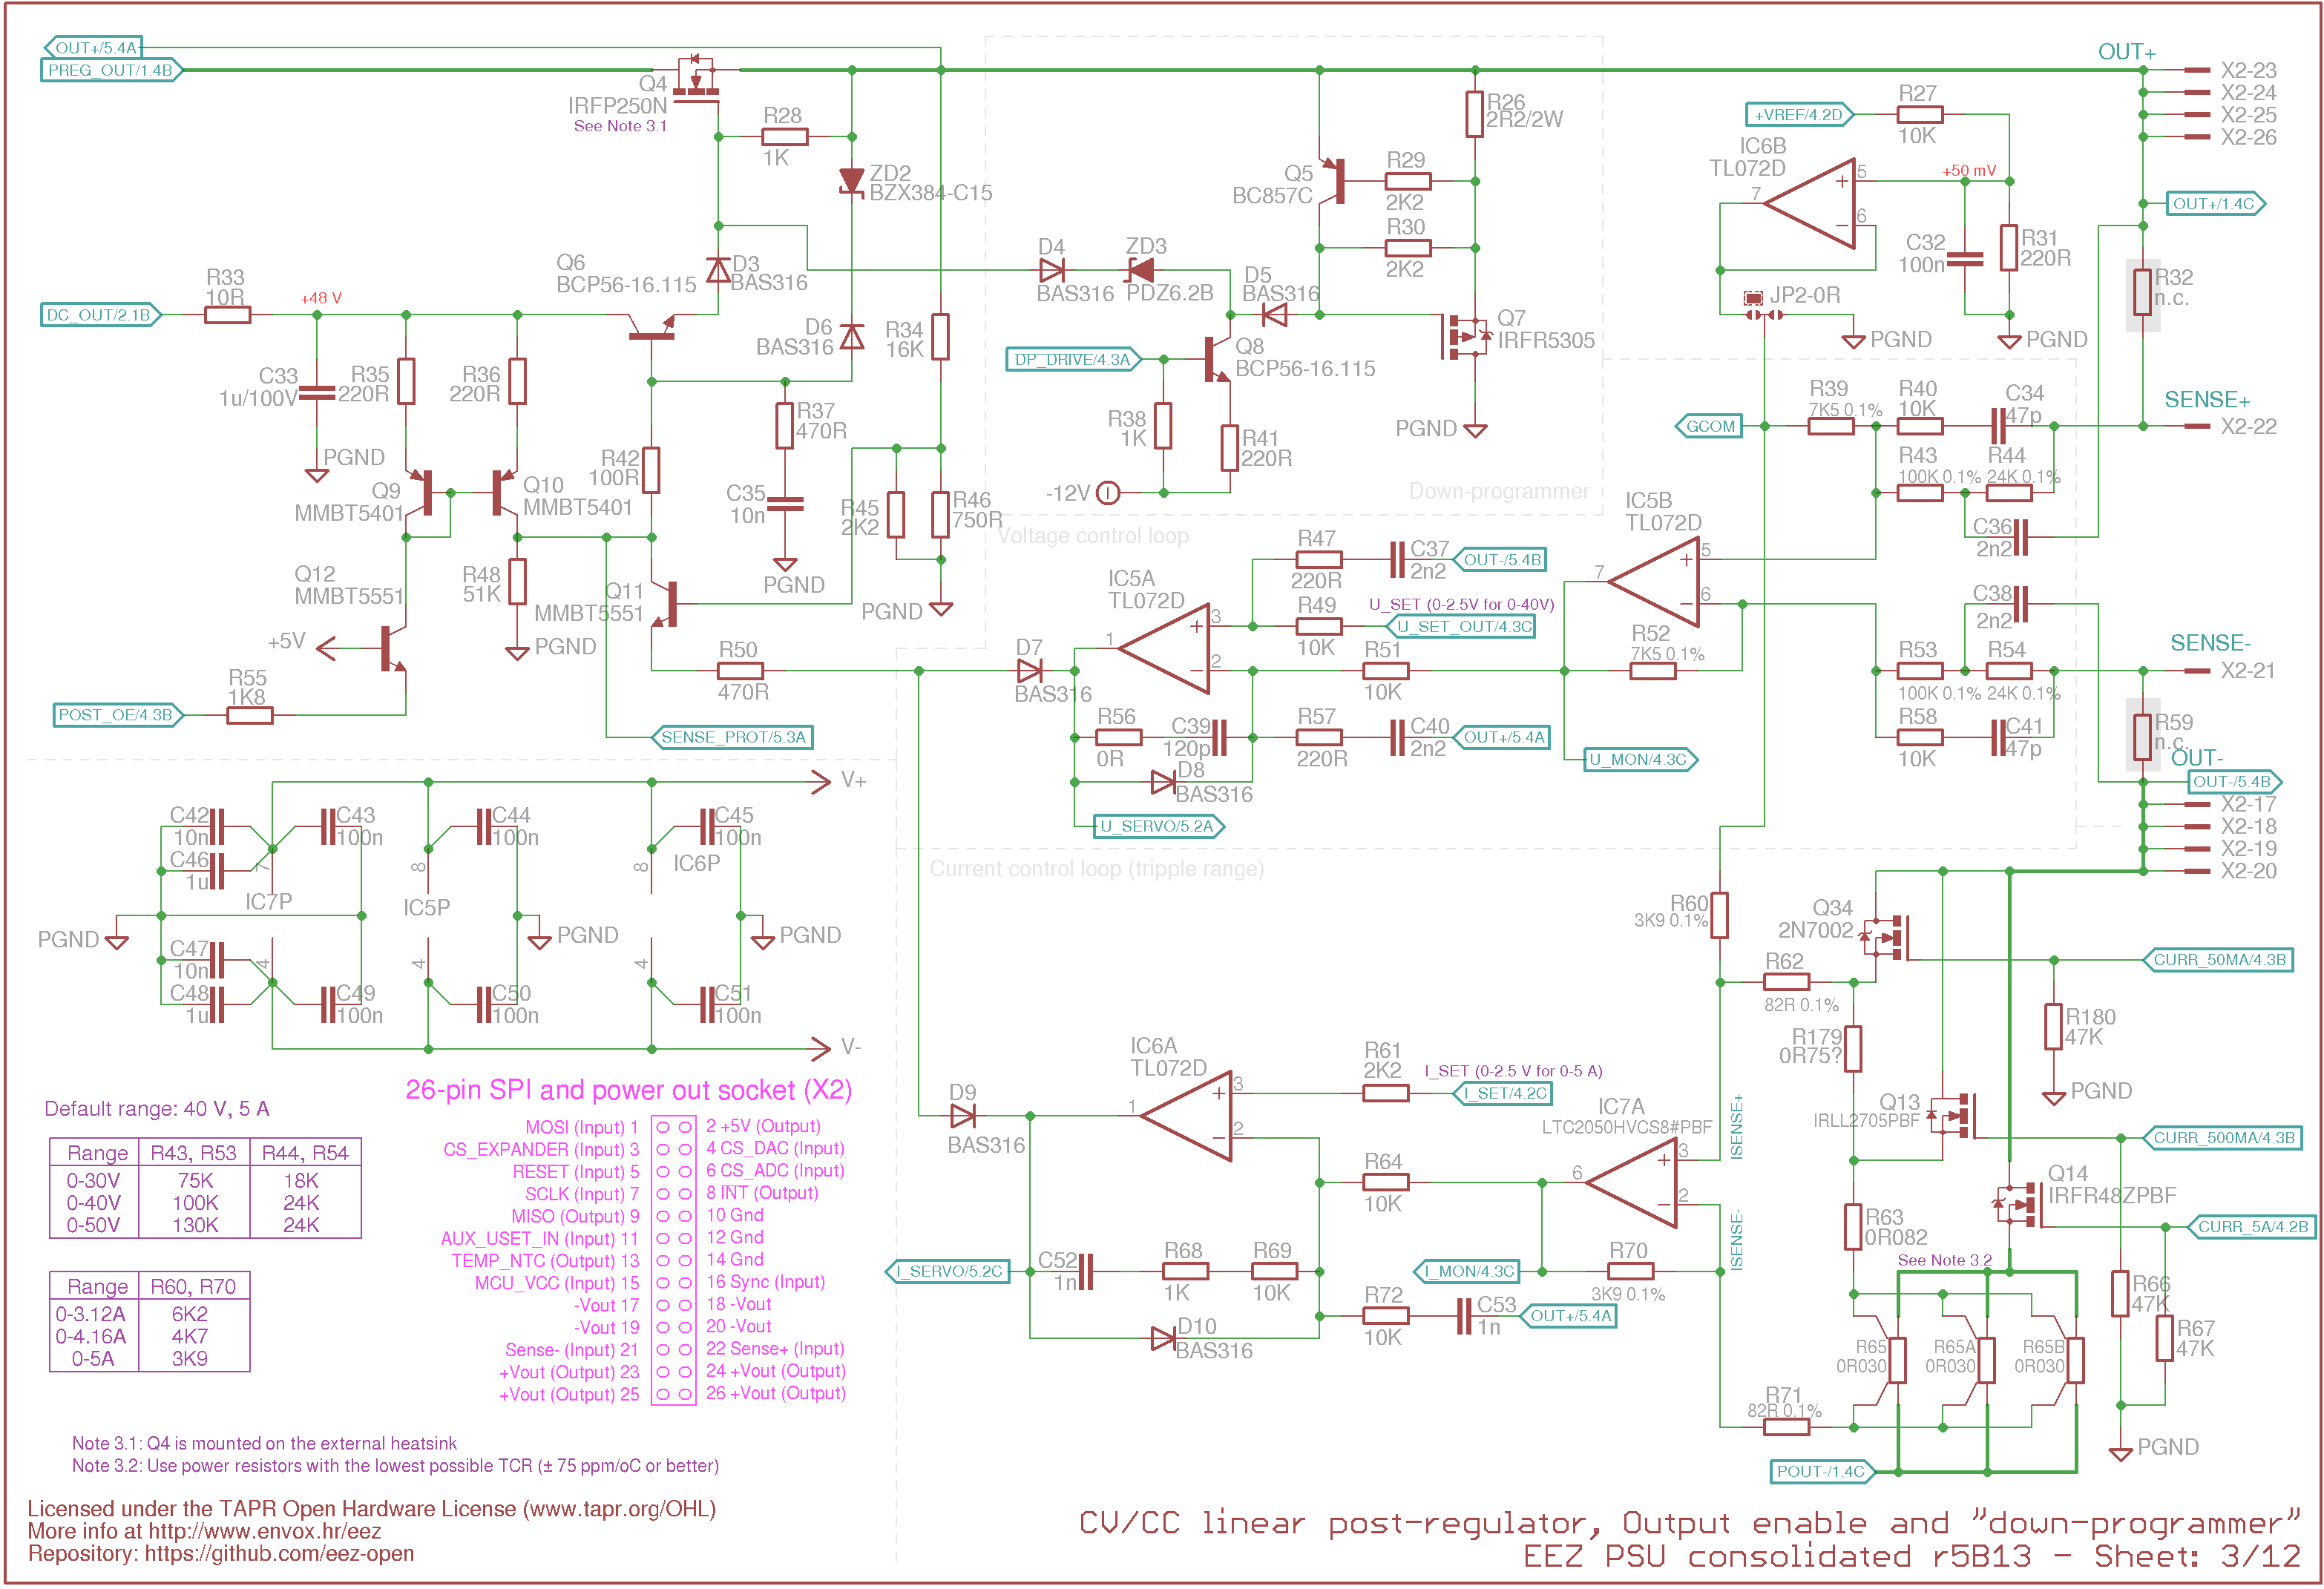 OUT+/5.4A
PREG_OUT/1.4B
Q4
IRFP250N
See Note 3.1
R28
1K
ZD2
BZX384-C15
Q5
BC857C
R26
2R2/2W
R29
2K2
R30
2K2
+VREF/4.2D
R27
10K
IC6B
TL072D
+50 mV
5
6
7
C32
100n
R31
220R
JP2-0R
PGND
PGND
OUT+
X2-23
X2-24
X2-25
X2-26
OUT+/1.4C
R32
n.c.
SENSE+
X2-22
DC_OUT/2.1B
R33
10R
+48 V
Q6
BCP56-16.115
D3
BAS316
D6
BAS316
R34
16K
D4
BAS316
ZD3
PDZ6.2B
D5
BAS316
Q7
IRFR5305
Q8
BCP56-16.115
DP_DRIVE/4.3A
R38
1K
R41
220R
-12V
PGND
Down-programmer
C33
1u/100V
R35
220R
R36
220R
PGND
Q9
MMBT5401
Q10
MMBT5401
R42
100R
R37
470R
C35
10n
PGND
R45
2K2
R46
750R
PGND
Q12
MMBT5551
R48
51K
PGND
Q11
MMBT5551
+5V
R55
1K8
POST_OE/4.3B
R50
470R
SENSE_PROT/5.3A
Voltage control loop
GCOM
R39
7K5 0.1%
R40
10K
C34
47p
R43
100K 0.1%
R44
24K 0.1%
C36
2n2
IC5B
TL072D
5
6
7
R47
220R
C37
2n2
OUT-/5.4B
IC5A
TL072D
1
3
2
R49
10K
U_SET (0-2.5V for 0-40V)
U_SET_OUT/4.3C
R51
10K
R52
7K5 0.1%
C38
2n2
R53
100K 0.1%
R54
24K 0.1%
R58
10K
C41
47p
SENSE-
X2-21
R59
n.c.
OUT-
OUT-/5.4B
X2-17
X2-18
X2-19
X2-20
D7
BAS316
R56
0R
C39
120p
R57
220R
C40
2n2
OUT+/5.4A
D8
BAS316
U_SERVO/5.2A
U_MON/4.3C
V+
C42
10n
C43
100n
C44
100n
C45
100n
C46
1u
7
IC7P
8
IC5P
8
IC6P
PGND
PGND
PGND
C47
10n
C48
1u
4
C49
100n
4
C50
100n
4
C51
100n
V-
Current control loop (tripple range)
R60
3K9 0.1%
Q34
2N7002
R62
82R 0.1%
CURR_50MA/4.3B
R179
0R75?
R180
47K
PGND
Q13
IRLL2705PBF
CURR_500MA/4.3B
Q14
IRFR48ZPBF
CURR_5A/4.2B
R63
0R082
See Note 3.2
R65
0R030
R65A
0R030
R65B
0R030
R66
47K
R67
47K
PGND
R71
82R 0.1%
POUT-/1.4C
ISENSE+
ISENSE-
IC6A
TL072D
1
3
2
R61
2K2
I_SET (0-2.5 V for 0-5 A)
I_SET/4.2C
IC7A
LTC2050HVCS8#PBF
3
2
6
R64
10K
D9
BAS316
I_SERVO/5.2C
C52
1n
R68
1K
R69
10K
I_MON/4.3C
R70
3K9 0.1%
R72
10K
C53
1n
OUT+/5.4A
D10
BAS316
Default range: 40 V, 5 A
Range R43, R53 R44, R54
0-30V 75K 18K
0-40V 100K 24K
0-50V 130K 24K
Range R60, R70
0-3.12A 6K2
0-4.16A 4K7
0-5A 3K9
26-pin SPI and power out socket (X2)
MOSI (Input) 1 2 +5V (Output)
CS_EXPANDER (Input) 3 4 CS_DAC (Input)
RESET (Input) 5 6 CS_ADC (Input)
SCLK (Input) 7 8 INT (Output)
MISO (Output) 9 10 Gnd
AUX_USET_IN (Input) 11 12 Gnd
TEMP_NTC (Output) 13 14 Gnd
MCU_VCC (Input) 15 16 Sync (Input)
-Vout 17 18 -Vout
-Vout 19 20 -Vout
Sense- (Input) 21 22 Sense+ (Input)
+Vout (Output) 23 24 +Vout (Output)
+Vout (Output) 25 26 +Vout (Output)
Note 3.1: Q4 is mounted on the external heatsink
Note 3.2: Use power resistors with the lowest possible TCR (± 75 ppm/oC or better)
Licensed under the TAPR Open Hardware License (www.tapr.org/OHL)
More info at http://www.envox.hr/eez
Repository: https://github.com/eez-open
CV/CC linear post-regulator, Output enable and "down-programmer"
EEZ PSU consolidated r5B13 - Sheet: 3/12